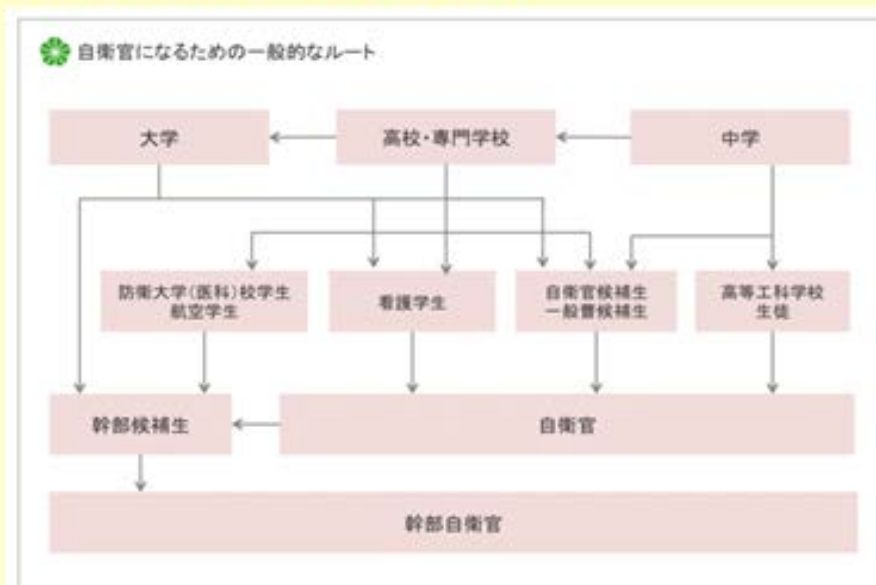 自衛官になるための一般的なルート
大学
高校・専門学校
中学
防衛大学(医科)校学生
航空学生
看護学生
自衛官候補生
一般曹候補生
高等工科学校
生徒
幹部候補生
自衛官
幹部自衛官